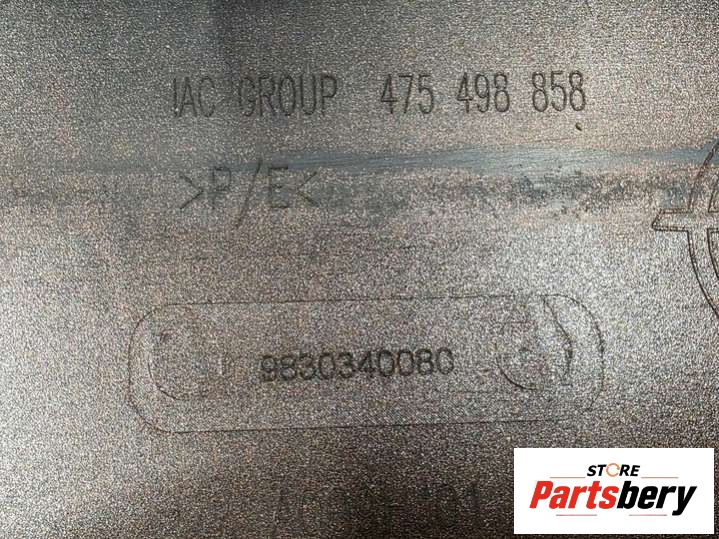 IAC GROUP 475 498 858
>P/E<
9830340080
STORE
Partsbery